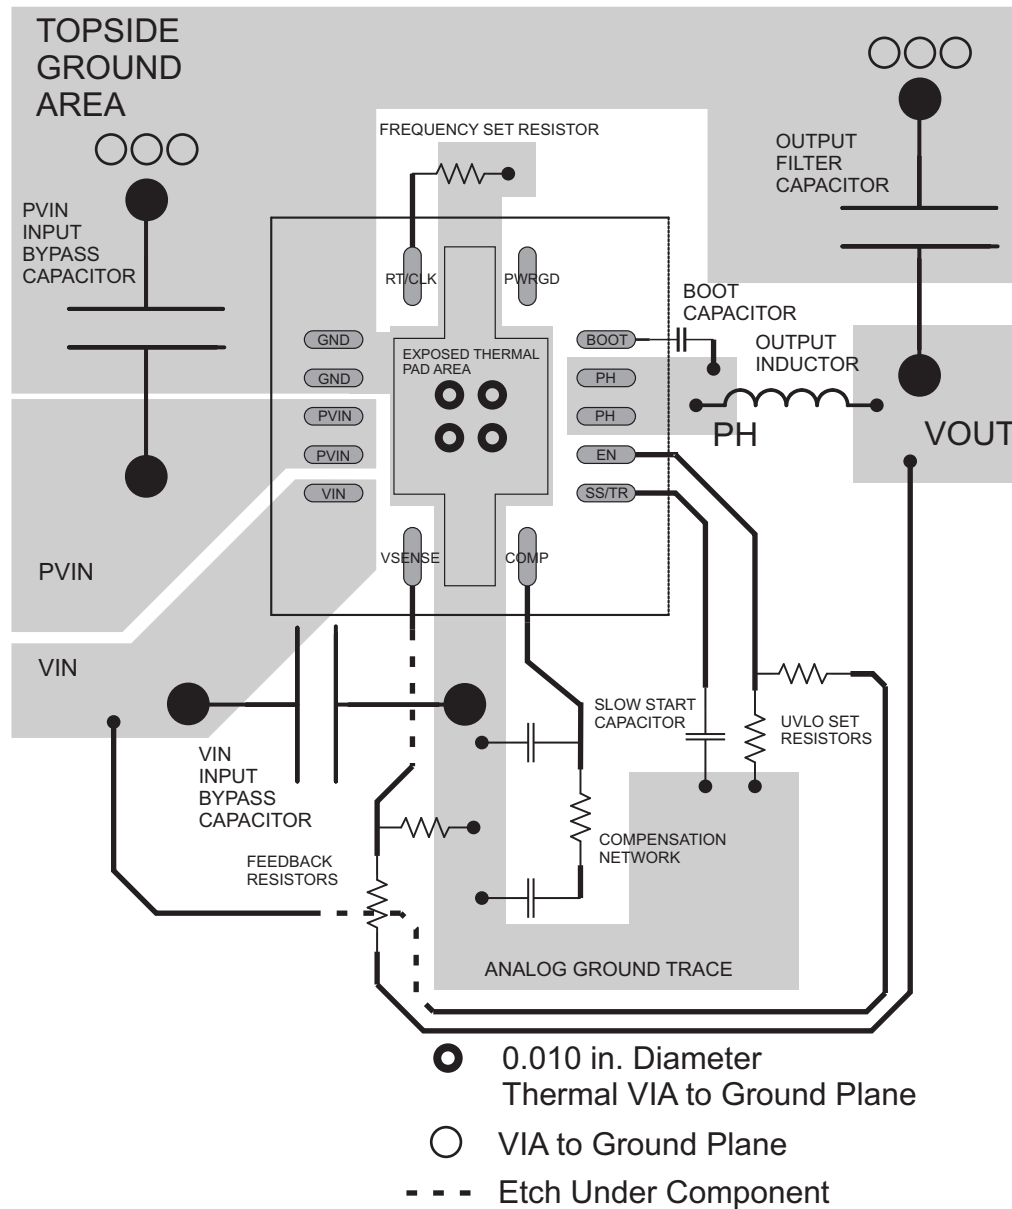 TOPSIDE
GROUND
AREA
FREQUENCY SET RESISTOR
OUTPUT
FILTER
CAPACITOR
PVIN
INPUT
BYPASS
CAPACITOR
RT/CLK
PWRGD
BOOT
CAPACITOR
GND
EXPOSED THERMAL
PAD AREA
BOOT
OUTPUT
INDUCTOR
GND
PH
PVIN
PH
PH
VOUT
PVIN
EN
VIN
SS/TR
VSENSE
COMP
PVIN
VIN
SLOW START
CAPACITOR
UVLO SET
RESISTORS
VIN
INPUT
BYPASS
CAPACITOR
COMPENSATION
NETWORK
FEEDBACK
RESISTORS
ANALOG GROUND TRACE
0.010 in. Diameter
Thermal VIA to Ground Plane
VIA to Ground Plane
Etch Under Component